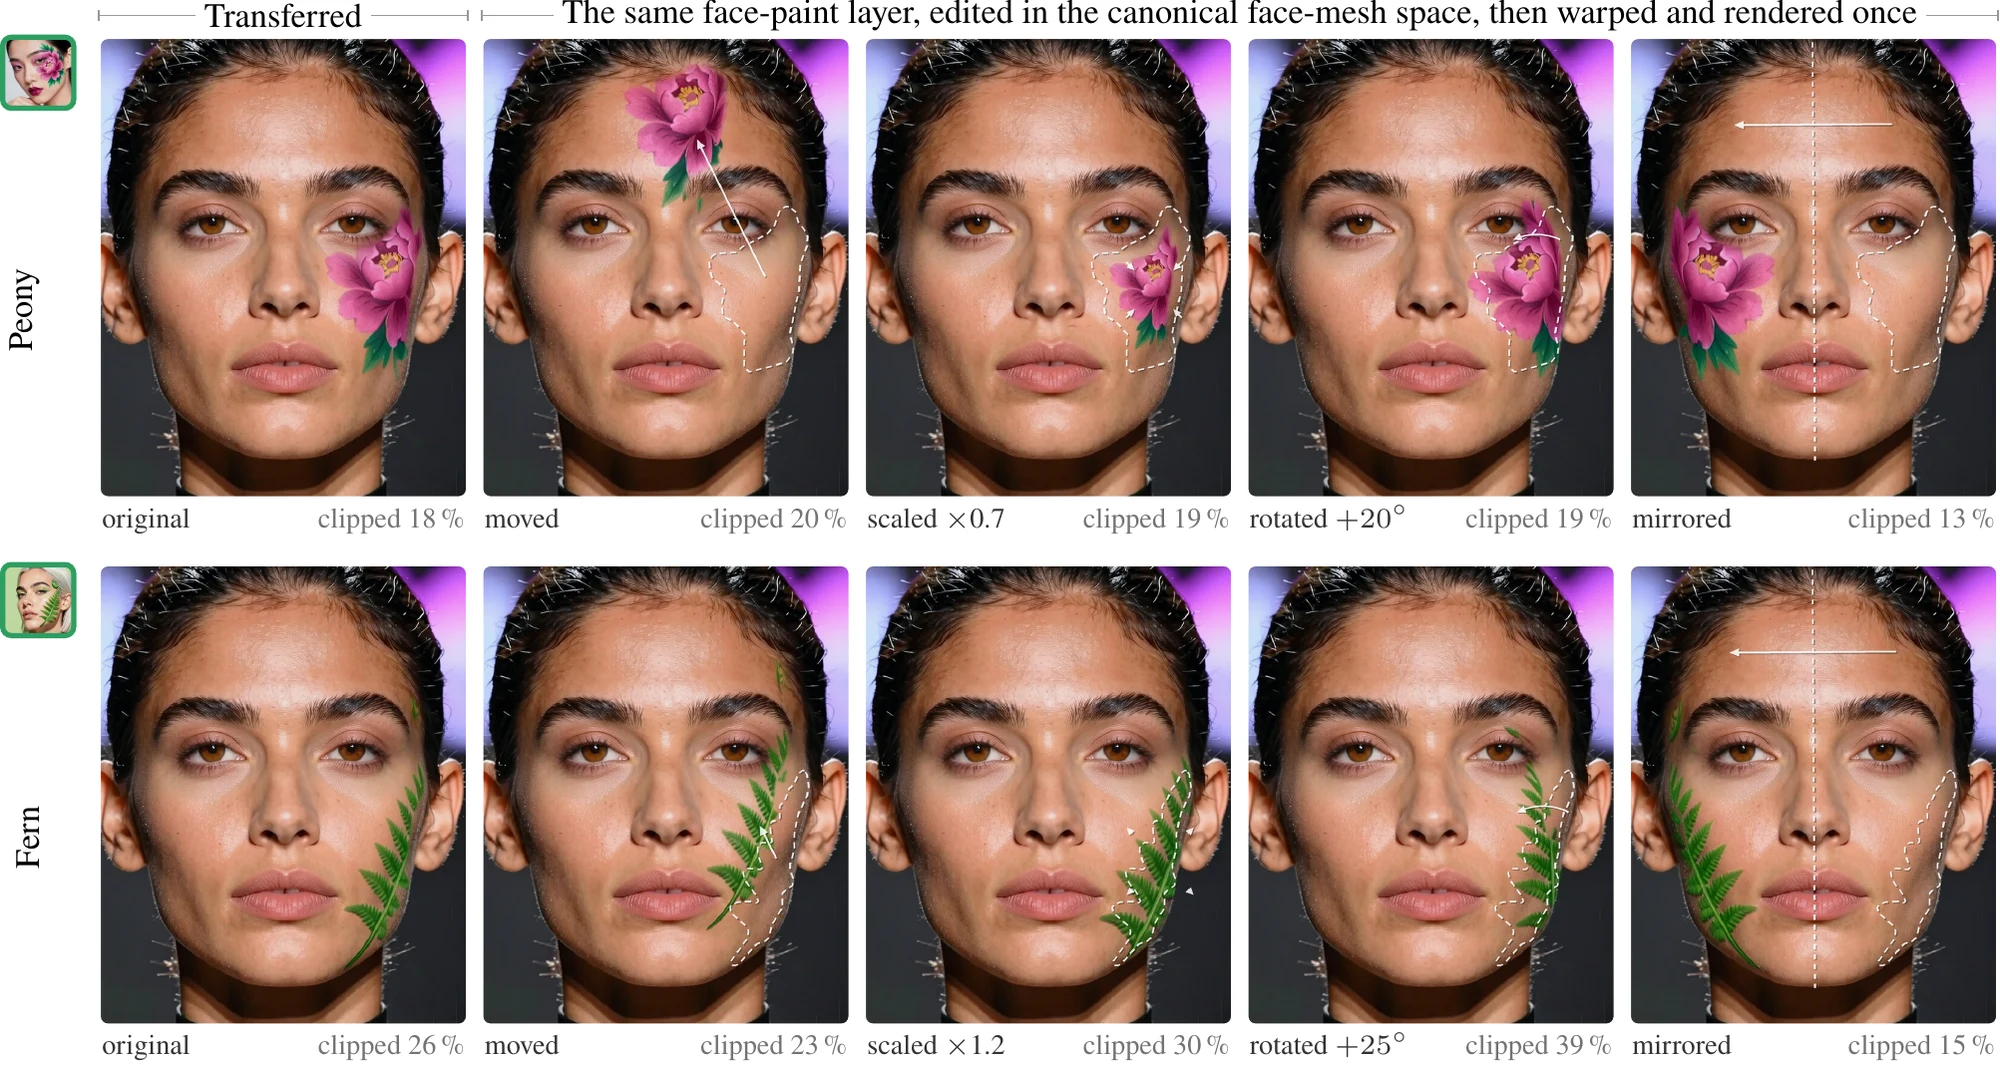 Transferred
The same face-paint layer, edited in the canonical face-mesh space, then warped and rendered once
Peony
original clipped 18 %
moved clipped 20 %
scaled ×0.7 clipped 19 %
rotated +20° clipped 19 %
mirrored clipped 13 %
Fern
original clipped 26 %
moved clipped 23 %
scaled ×1.2 clipped 30 %
rotated +25° clipped 39 %
mirrored clipped 15 %